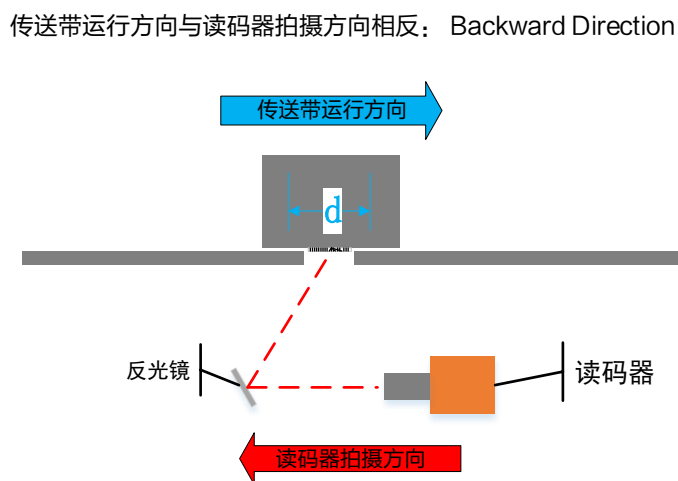 传送带运行方向与读码器拍摄方向相反：Backward Direction
传送带运行方向
d
反光镜
读码器
读码器拍摄方向